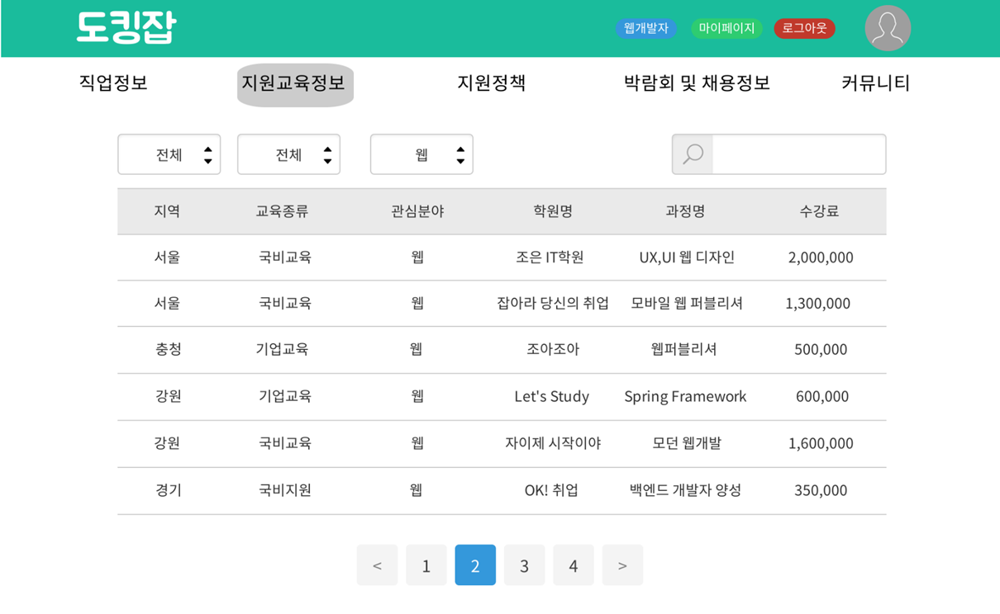 도킹잡 웹개발자 마이페이지 로그아웃
직업정보 지원교육정보 지원정책 박람회 및 채용정보 커뮤니티
전체 전체 웹
지역 교육종류 관심분야 학원명 과정명 수강료
서울 국비교육 웹 조은 IT학원 UX,UI 웹 디자인 2,000,000
서울 국비교육 웹 잡아라 당신의 취업 모바일 웹 퍼블리셔 1,300,000
충청 기업교육 웹 조아조아 웹퍼블리셔 500,000
강원 기업교육 웹 Let's Study Spring Framework 600,000
강원 국비교육 웹 자이제 시작이야 모던 웹개발 1,600,000
경기 국비지원 웹 OK! 취업 백엔드 개발자 양성 350,000
< 1 2 3 4 >